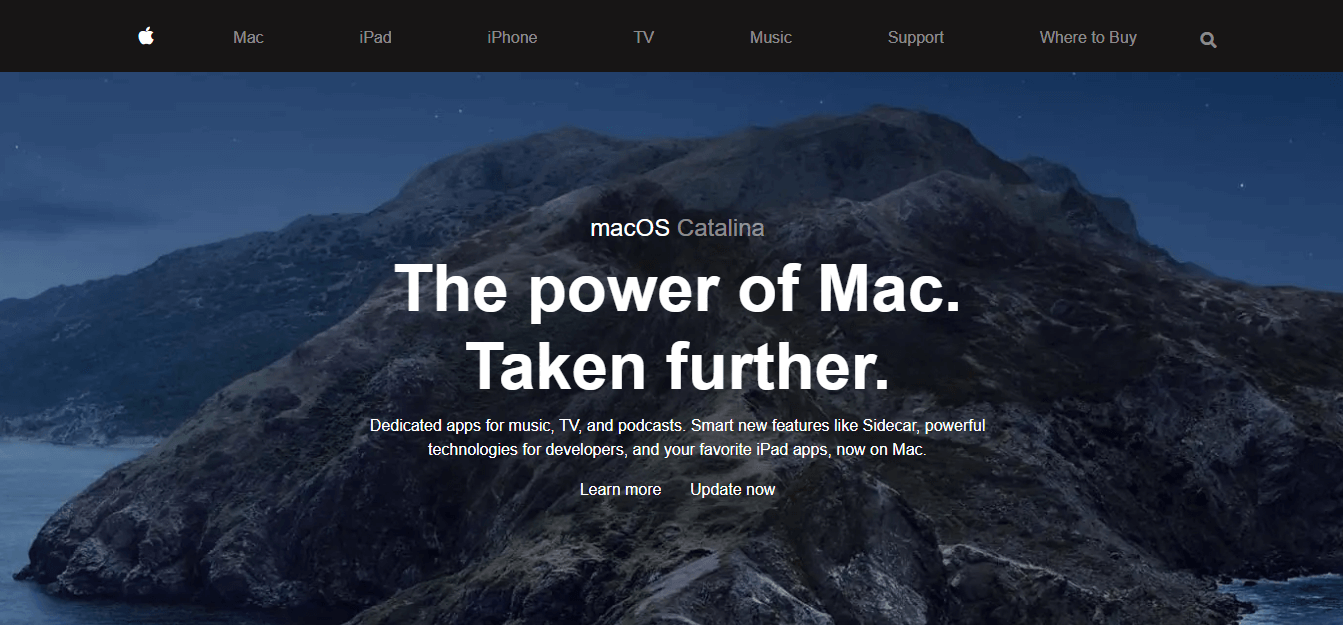 Mac iPad iPhone TV Music Support Where to Buy
macOS Catalina
The power of Mac.
Taken further.
Dedicated apps for music, TV, and podcasts. Smart new features like Sidecar, powerful
technologies for developers, and your favorite iPad apps, now on Mac.
Learn more Update now